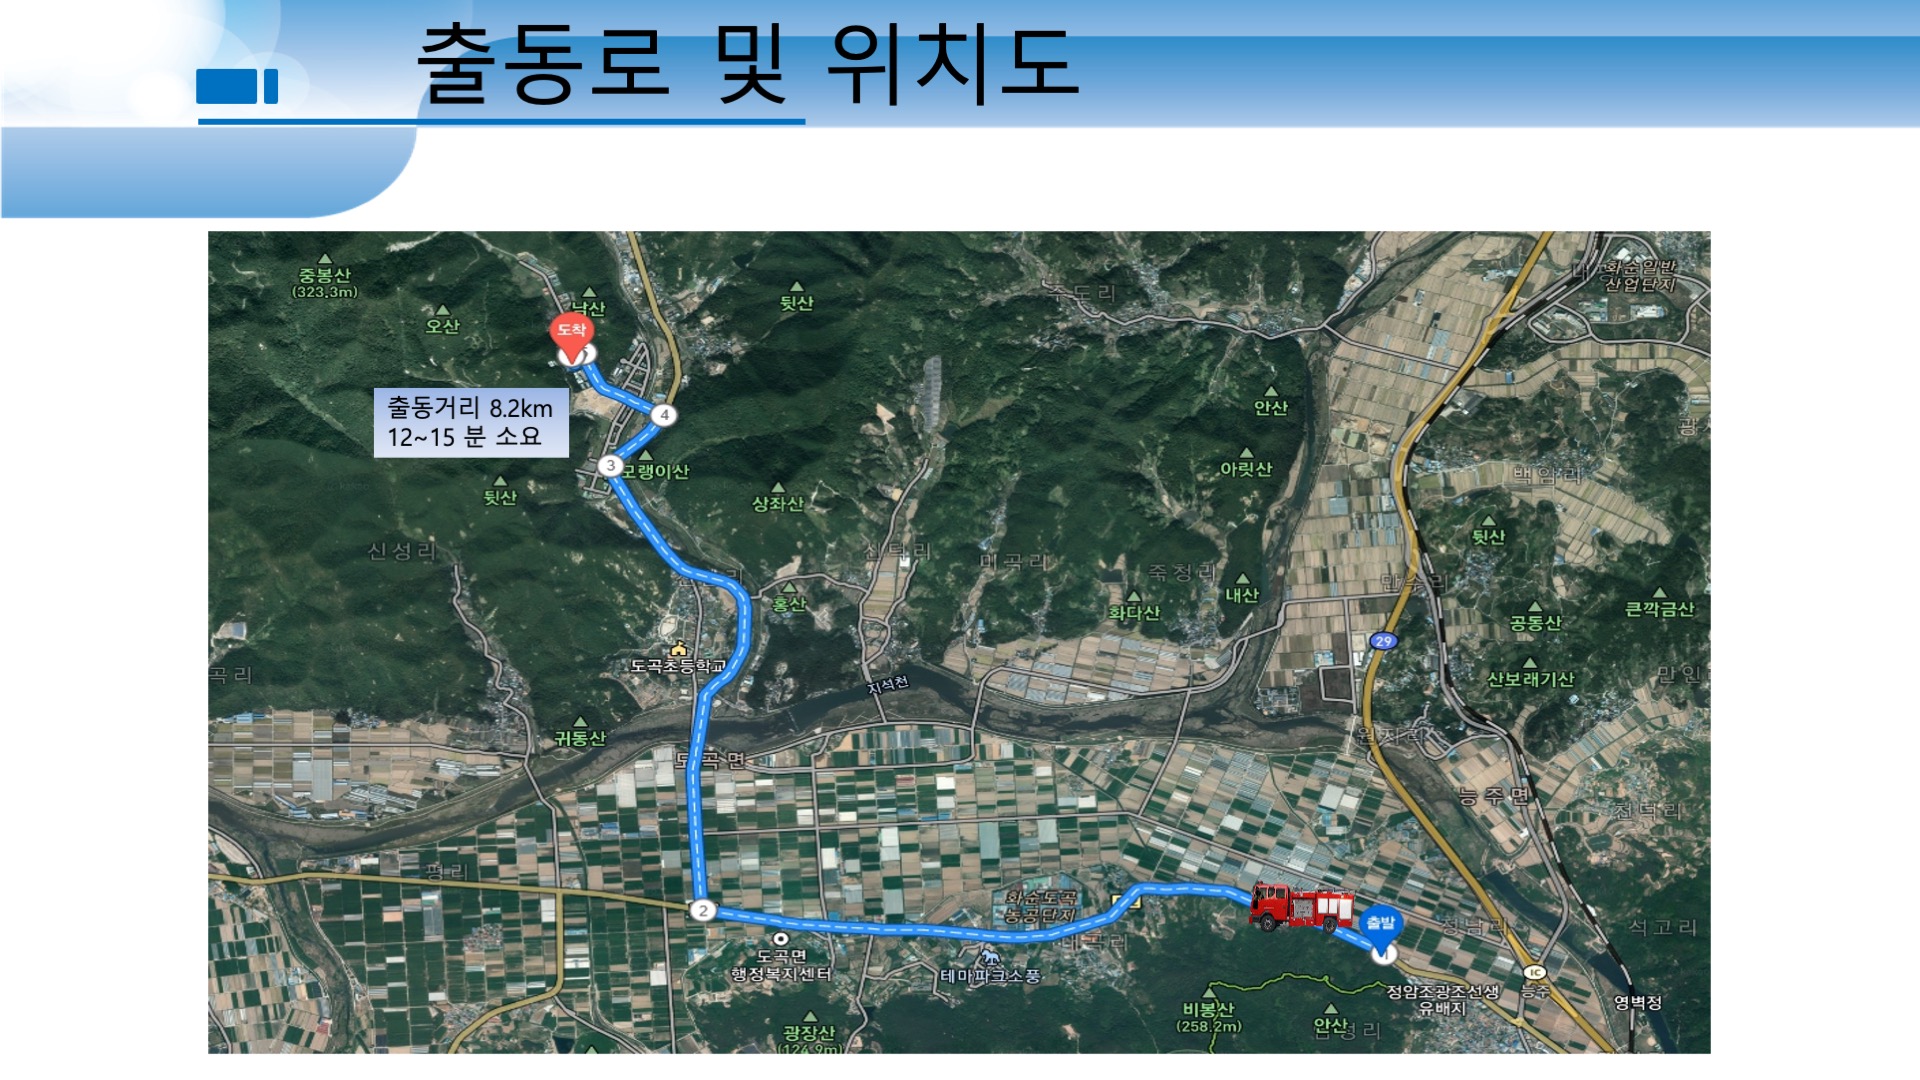 출동로 및 위치도
중봉산
(323.3m)
오산
남산
뒷산
주도리
화순일반
산업단지
도착
출동거리 8.2km
12~15 분 소요
4
3
모랭이산
뒷산
상좌산
안산
아릿산
백암리
뒷산
신성리
신덕리
미곡리
죽청리
내산
화다산
만수리
홍산
공동산
큰깍금산
29
도곡초등학교
곡리
지석천
산보래기산
만인
귀동산
도곡면
원지리
능주면
천덕리
평리
2
화순도곡
농공단지
출발
1
정남리
석고리
도곡면
행정복지센터
대곡리
테마파크소풍
IC
능주
정암조광조선생
유배지
영벽정
비봉산
(258.2m)
안산
광장산
(124.9m)